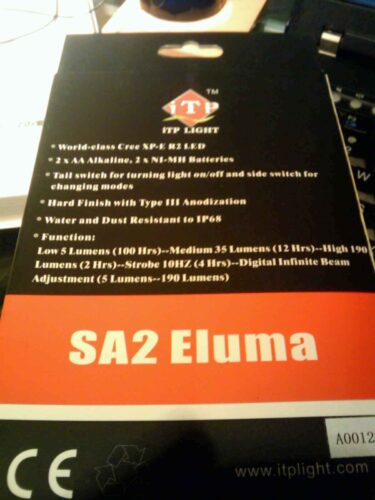 iTP™
iTP LIGHT
* World-class Cree XP-E R2 LED
* 2 x AA Alkaline, 2 x NI-MH Batteries
* Tail switch for turning light on/off and side switch for
changing modes
* Hard Finish with Type III Anodization
* Water and Dust Resistant to IP68
* Function:
Low 5 Lumens (100 Hrs)--Medium 35 Lumens (12 Hrs)--High 190
Lumens (2 Hrs)--Strobe 10HZ (4 Hrs)--Digital Infinite Beam
Adjustment (5 Lumens--190 Lumens)
SA2 Eluma
A0012
CE
www.itplight.com